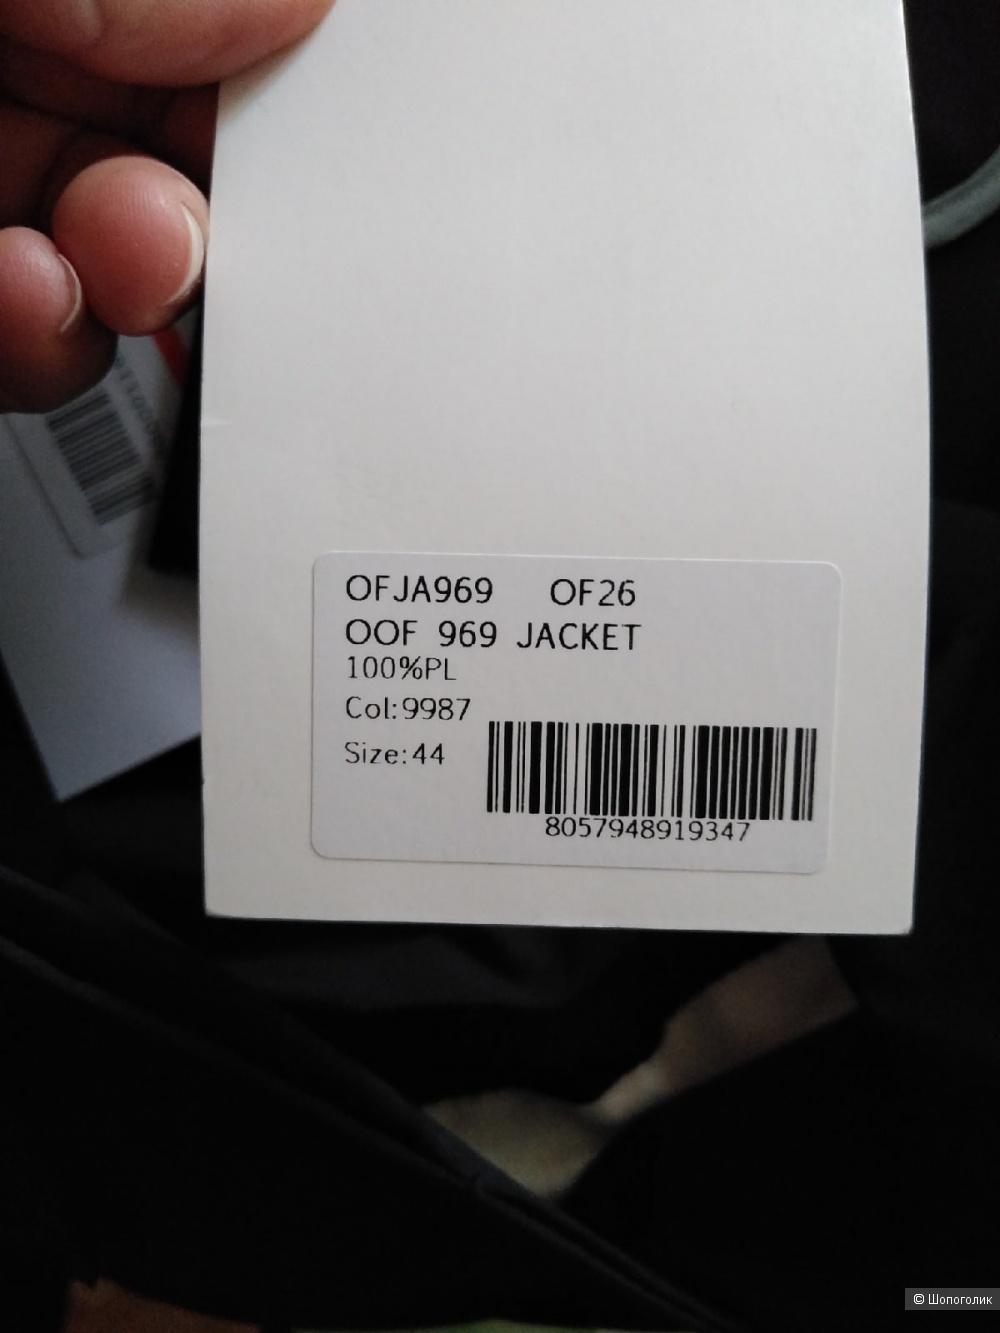 OFJA969 OF26
OOF 969 JACKET
100%PL
Col:9987
Size:44
8057948919347
© Шопоголик